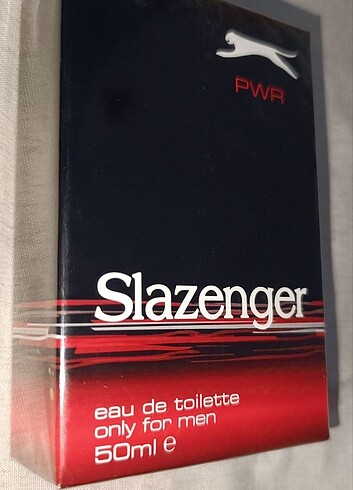 PWR
Slazenger
eau de toilette
only for men
50ml ℮